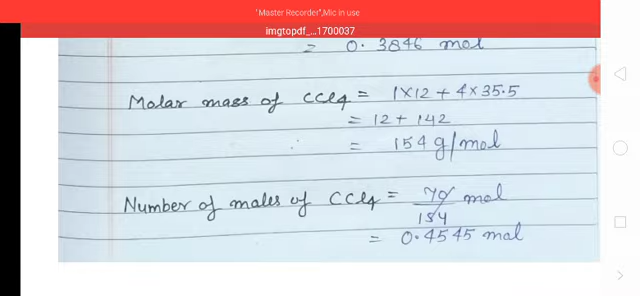 "Master Recorder",Mic in use
imgtopdf_...1700037
= 0.3846 mol
Molar mass of CCl4 = 1×12 + 4×35.5
= 12 + 142
= 154 g/mol
Number of moles of CCl4 = 70/154 mol
= 0.4545 mol